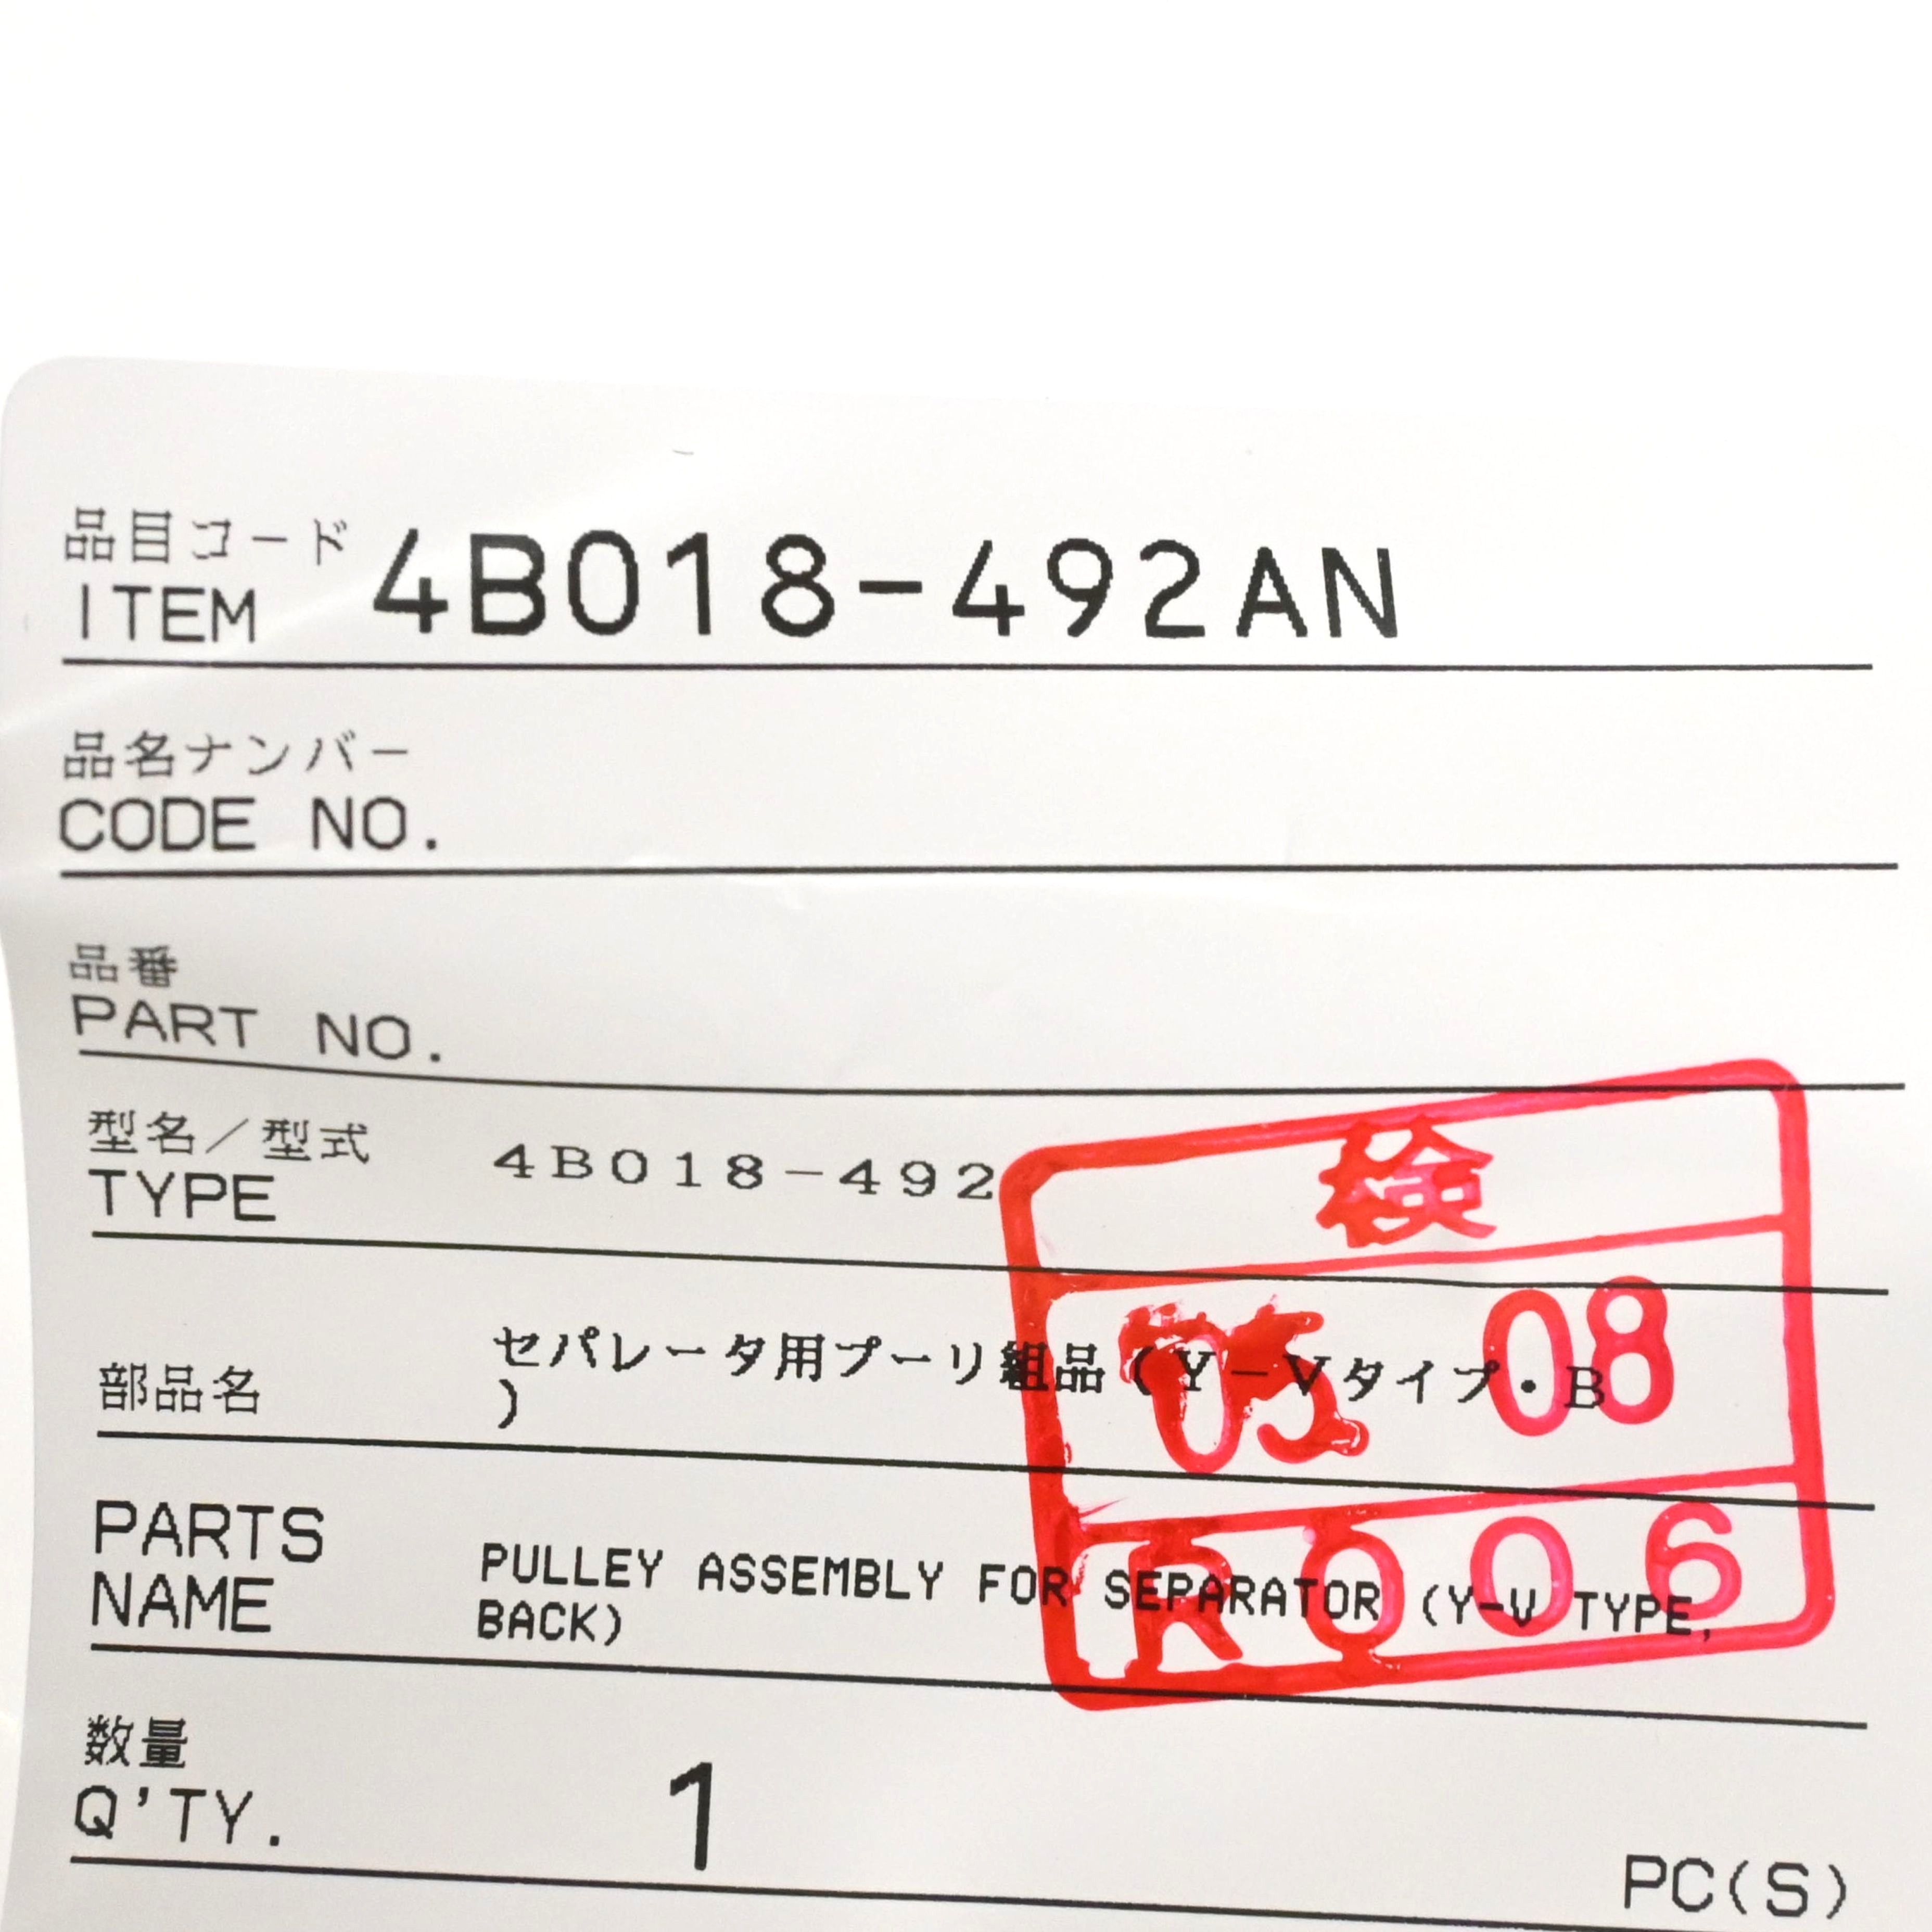 品目コード
ITEM 4B018-492AN
品名ナンバー
CODE NO.
品番
PART NO.
型名／型式
TYPE 4B018-492
検
05 08
R006
部品名 セパレータ用プーリ組品(Y-Vタイプ・B
)
PARTS
NAME PULLEY ASSEMBLY FOR SEPARATOR (Y-V TYPE,
BACK)
数量
Q'TY. 1 PC(S)